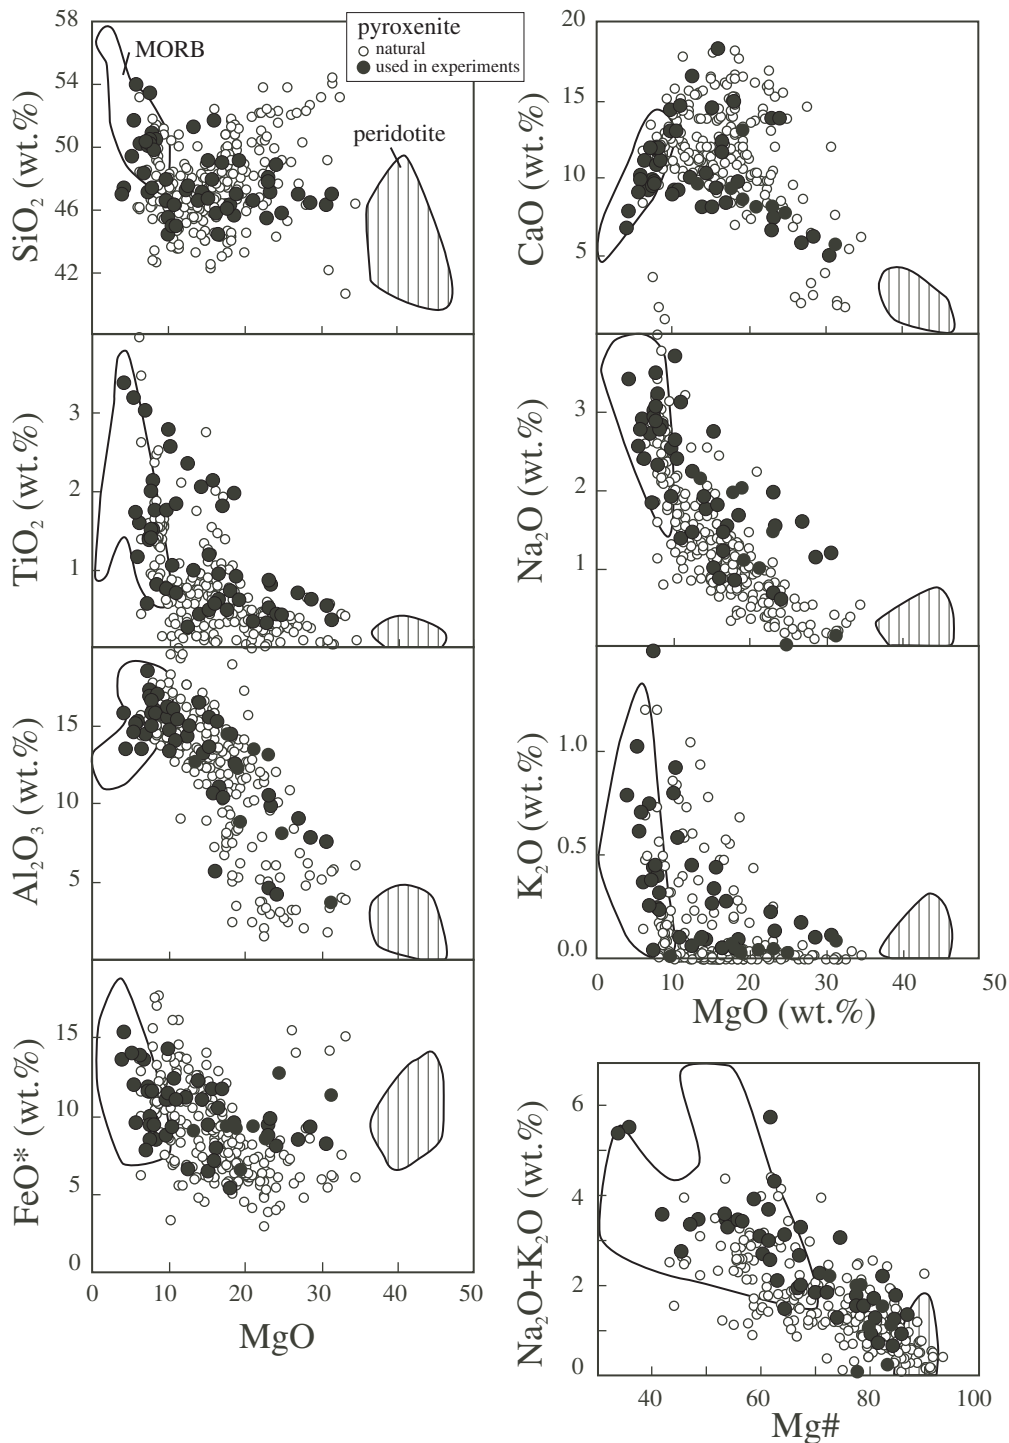 58
54
50
46
42
SiO₂ (wt.%)
MORB
pyroxenite
natural
used in experiments
peridotite
20
15
10
5
CaO (wt.%)
3
2
1
TiO₂ (wt.%)
3
2
1
Na₂O (wt.%)
15
10
5
Al₂O₃ (wt.%)
1.0
0.5
0.0
K₂O (wt.%)
0
10
20
30
40
50
MgO (wt.%)
15
10
5
0
FeO* (wt.%)
0
10
20
30
40
50
MgO
6
4
2
0
Na₂O+K₂O (wt.%)
40
60
80
100
Mg#